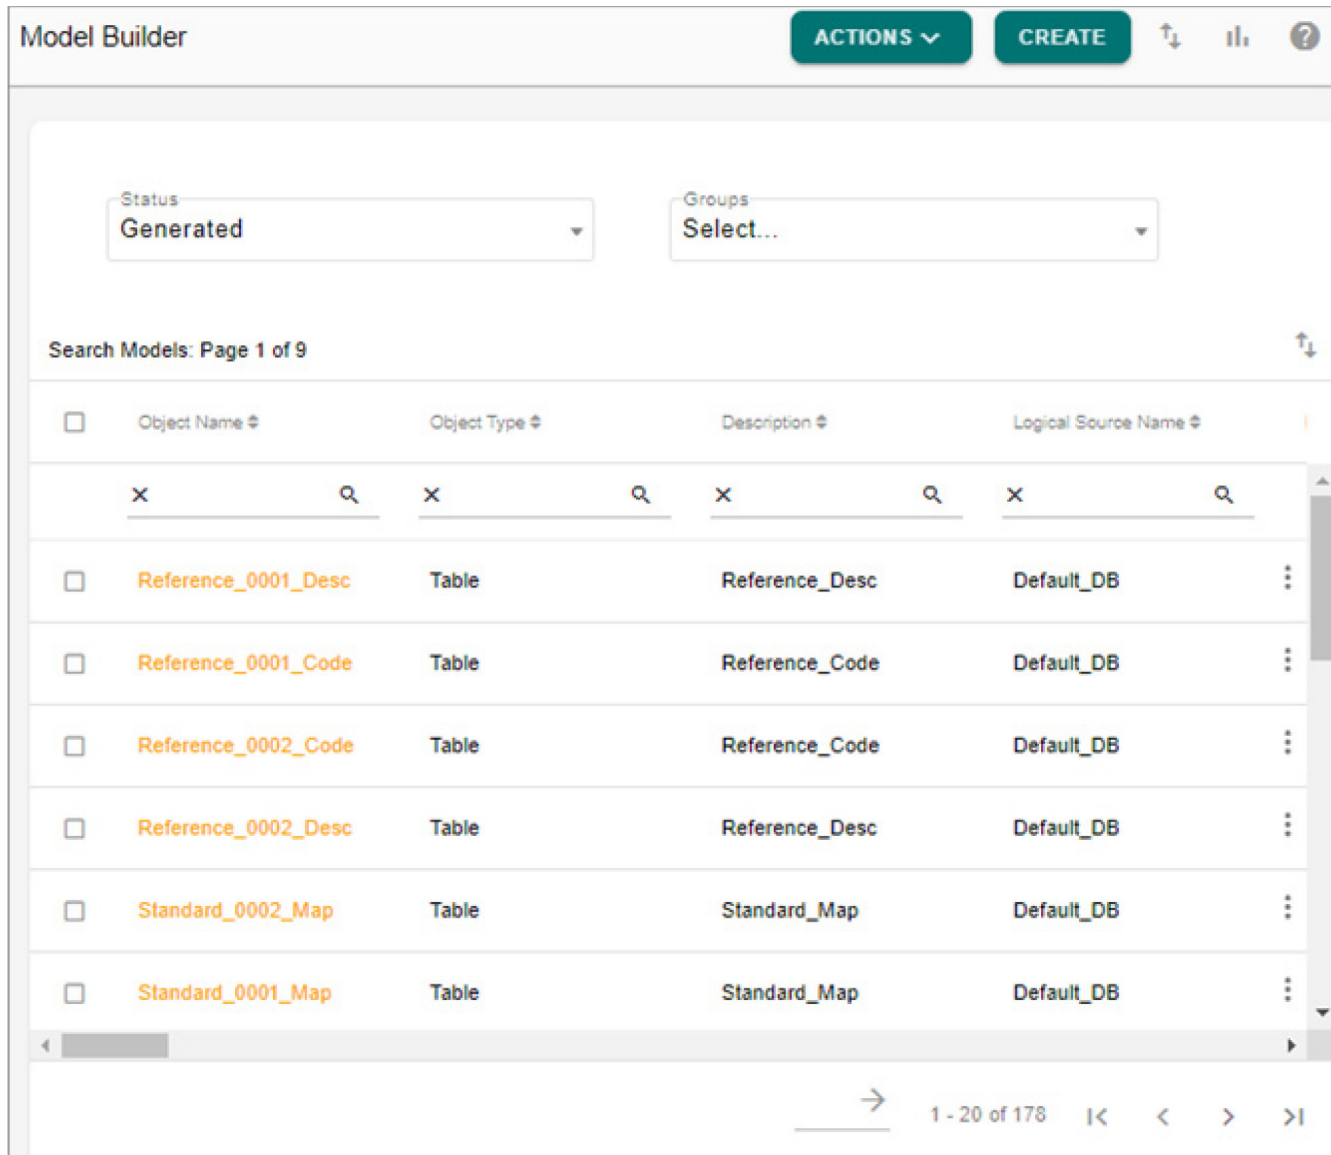 Model Builder ACTIONS CREATE
Status Groups
Generated Select...
Search Models: Page 1 of 9
Object Name Object Type Description Logical Source Name
Reference_0001_Desc Table Reference_Desc Default_DB
Reference_0001_Code Table Reference_Code Default_DB
Reference_0002_Code Table Reference_Code Default_DB
Reference_0002_Desc Table Reference_Desc Default_DB
Standard_0002_Map Table Standard_Map Default_DB
Standard_0001_Map Table Standard_Map Default_DB
1 - 20 of 178